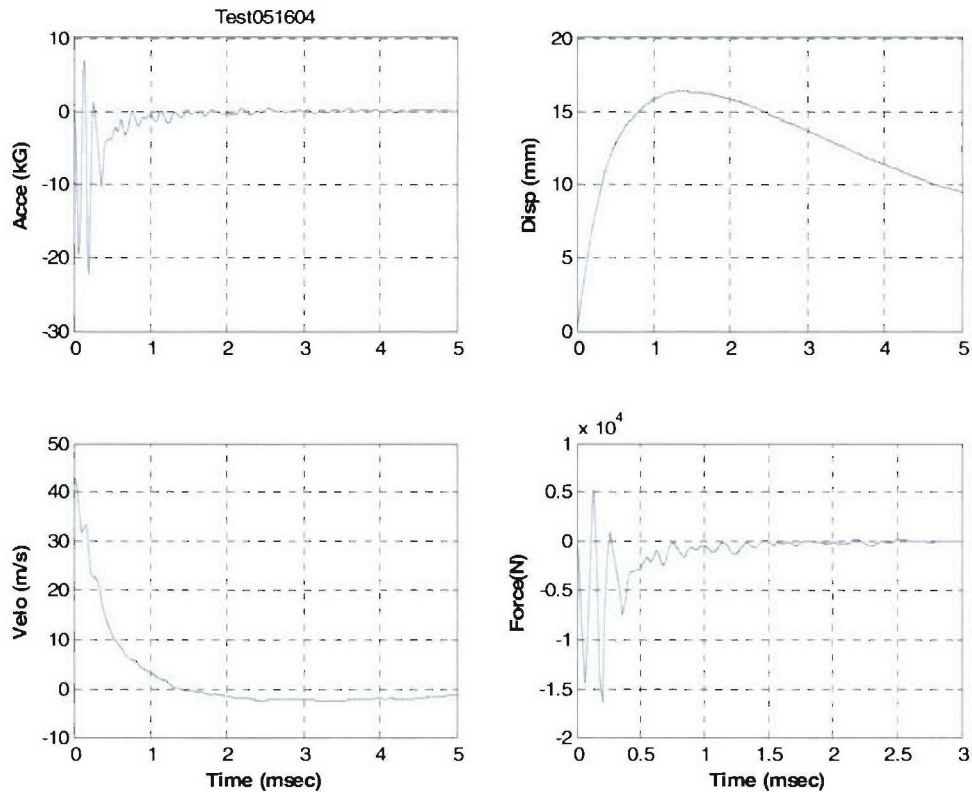 Test051604
10
0
-10
-20
-30
Acce (kG)
0 1 2 3 4 5
20
15
10
5
0
Disp (mm)
0 1 2 3 4 5
50
40
30
20
10
0
-10
Velo (m/s)
0 1 2 3 4 5
Time (msec)
x 10^4
1
0.5
0
-0.5
-1
-1.5
-2
Force(N)
0 0.5 1 1.5 2 2.5 3
Time (msec)